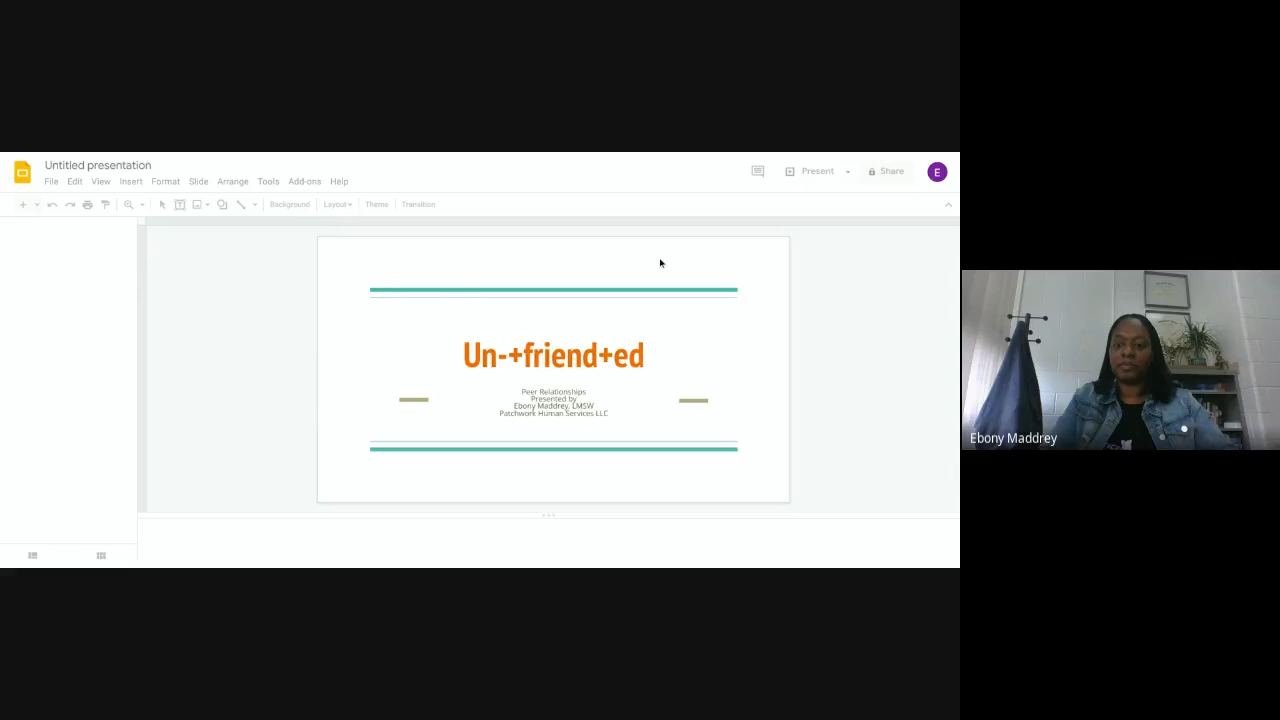 Untitled presentation
File Edit View Insert Format Slide Arrange Tools Add-ons Help
Present
Share
E
Background Layout Theme Transition
Un-+friend+ed
Peer Relationships
Presented by
Ebony Maddrey, LMSW
Patchwork Human Services LLC
Ebony Maddrey